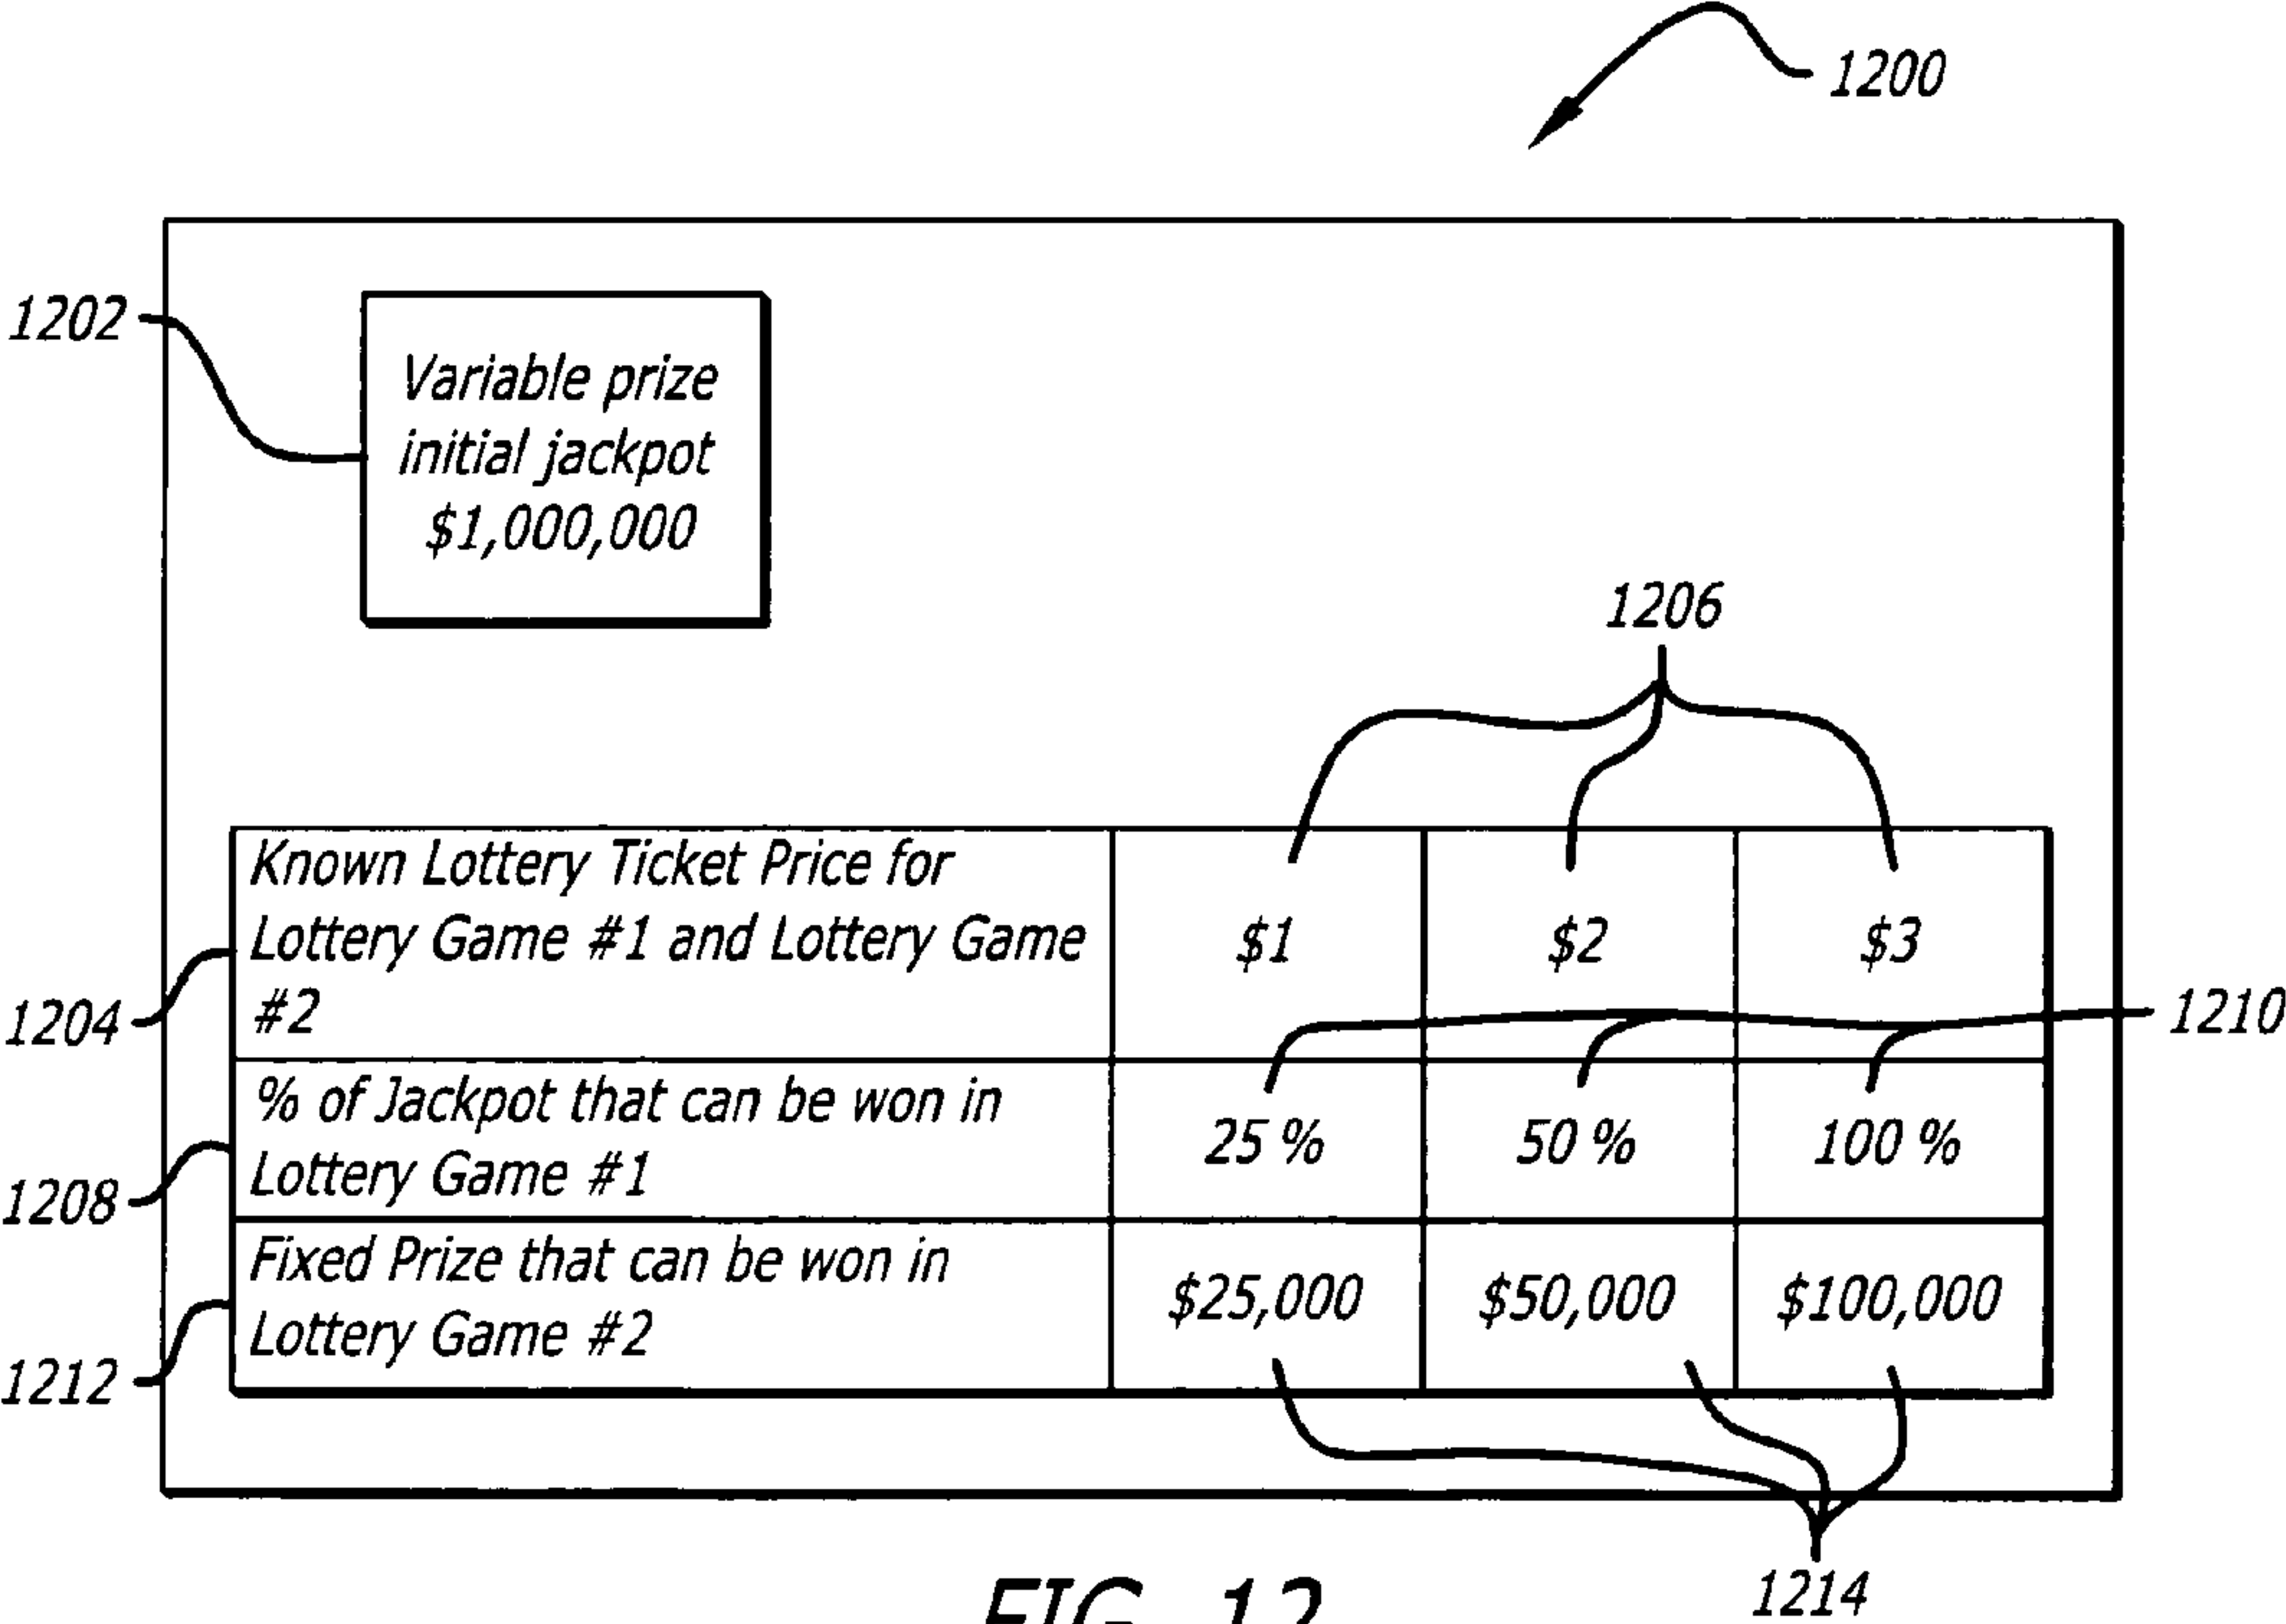 1200
1202
Variable prize
initial jackpot
$1,000,000
1206
Known Lottery Ticket Price for
Lottery Game #1 and Lottery Game
#2
$1 $2 $3
1204
1210
% of Jackpot that can be won in
Lottery Game #1
25 % 50 % 100 %
1208
Fixed Prize that can be won in
Lottery Game #2
$25,000 $50,000 $100,000
1212
1214
FIG. 12